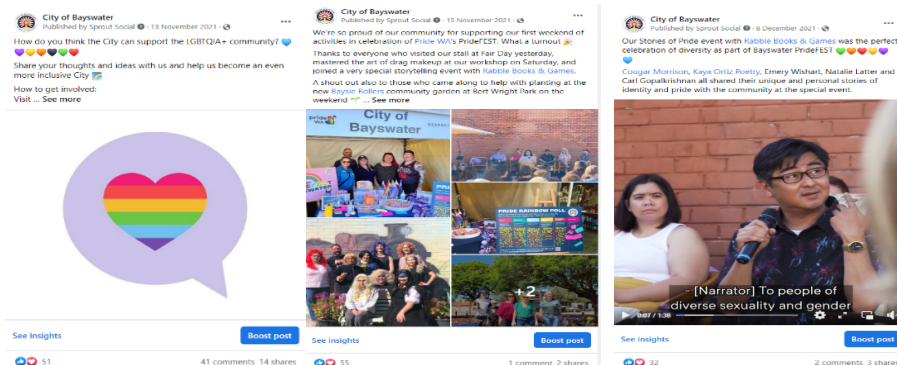 City of Bayswater
Published by Sprout Social · 13 November 2021 ·
How do you think the City can support the LGBTQIA+ community?
Share your thoughts and ideas with us and help us become an even
more inclusive City
How to get involved:
Visit ... See more
See insights
Boost post
51
41 comments 14 shares
City of Bayswater
Published by Sprout Social · 15 November 2021 ·
We're so proud of our community for supporting our first weekend of
activities in celebration of Pride WA's PrideFEST. What a turnout
Thanks to everyone who visited our stall at Fair Day yesterday,
mastered the art of drag makeup at our workshop on Saturday, and
joined a very special storytelling event with Rabble Books & Games.
A shout out also to those who came along to help with planting at the
new Baysie Rollers community garden at Bert Wright Park on the
weekend ... See more
pride
WA
City of
Bayswater
PRIDE RAINBOW POLL
+2
See insights
Boost post
55
1 comment 2 shares
City of Bayswater
Published by Sprout Social · 8 December 2021 ·
Our Stories of Pride event with Rabble Books & Games was the perfect
celebration of diversity as part of Bayswater PrideFEST
Cougar Morrison, Kaya Ortiz Poetry, Emery Wishart, Natalie Latter and
Carl Gopalkrishnan all shared their unique and personal stories of
identity and pride with the community at the special event.
- [Narrator] To people of
diverse sexuality and gender
0:07 / 1:38
See insights
Boost post
32
2 comments 3 shares